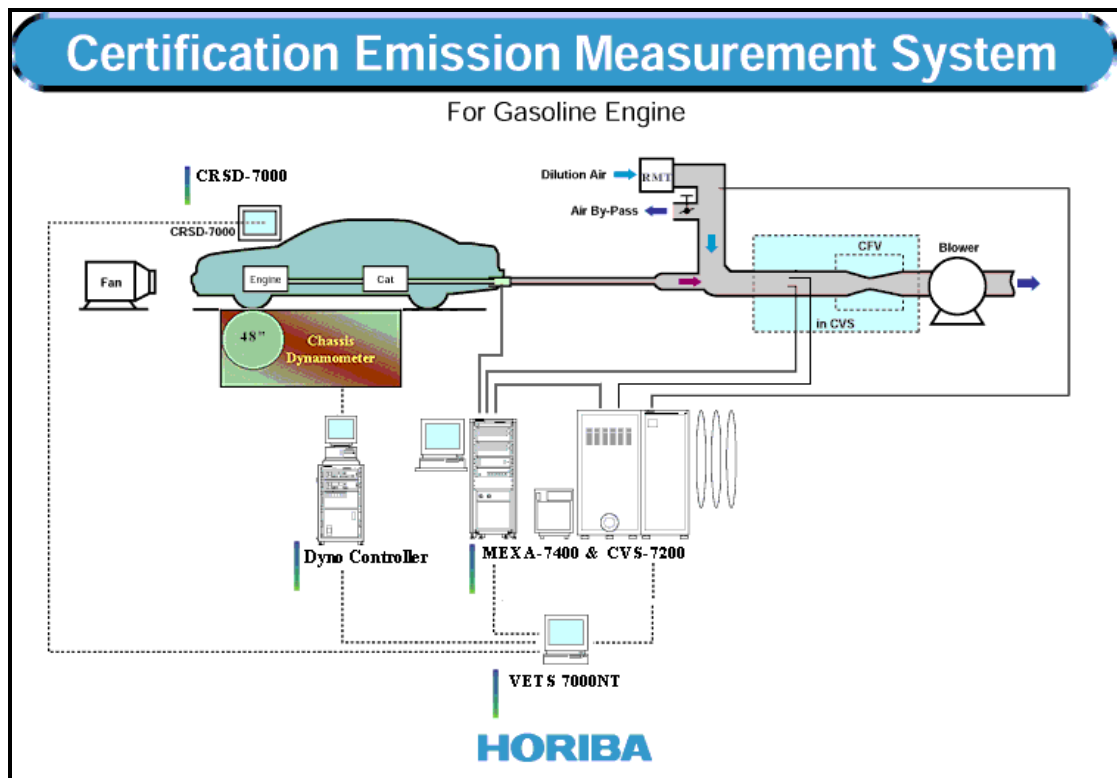 Certification Emission Measurement System
For Gasoline Engine
CRSD-7000
CRSD-7000
Dilution Air
RMT
Air By-Pass
CFV
Blower
Fan
Engine
Cat
in CVS
48"
Chassis
Dynamometer
Dyno Controller
MEXA-7400 & CVS-7200
VETS 7000NT
HORIBA